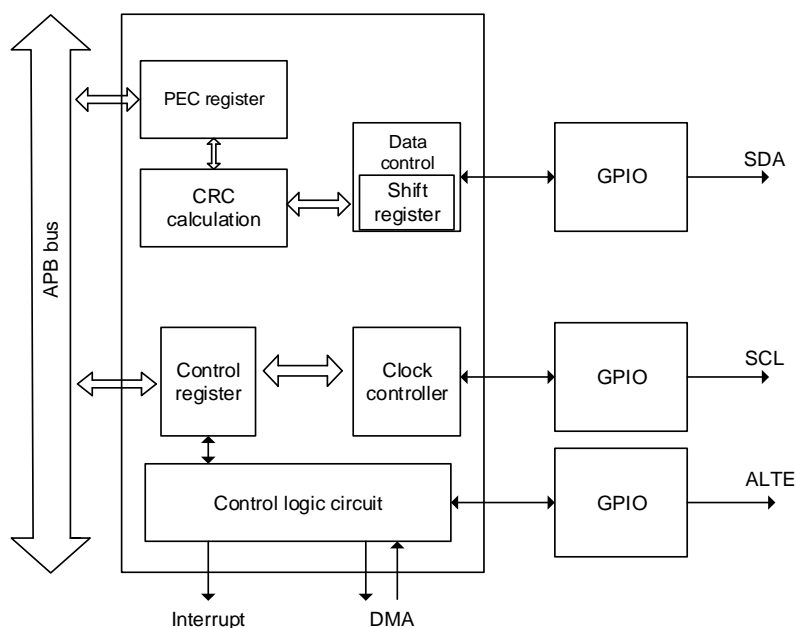 APB bus
PEC register
CRC
calculation
Data
control
Shift
register
GPIO
SDA
Control
register
Clock
controller
GPIO
SCL
Control logic circuit
GPIO
ALTE
Interrupt
DMA